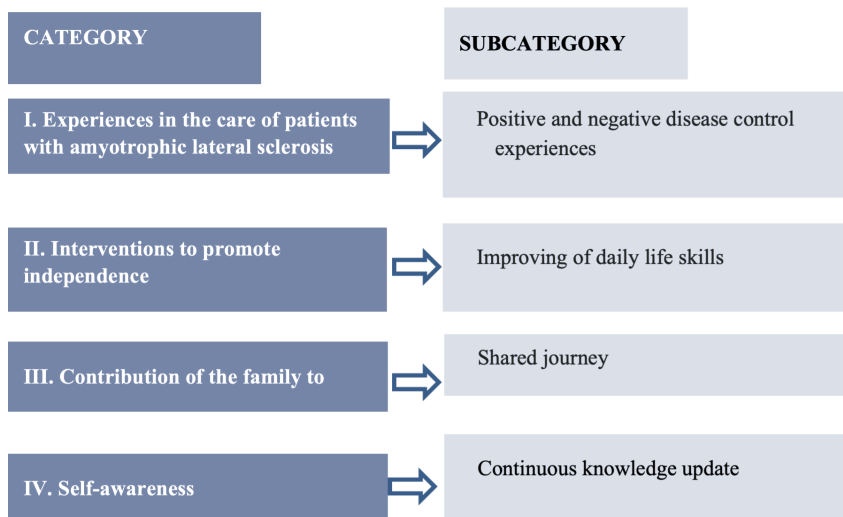 CATEGORY
SUBCATEGORY
I. Experiences in the care of patients
with amyotrophic lateral sclerosis
Positive and negative disease control
experiences
II. Interventions to promote
independence
Improving of daily life skills
III. Contribution of the family to
Shared journey
IV. Self-awareness
Continuous knowledge update